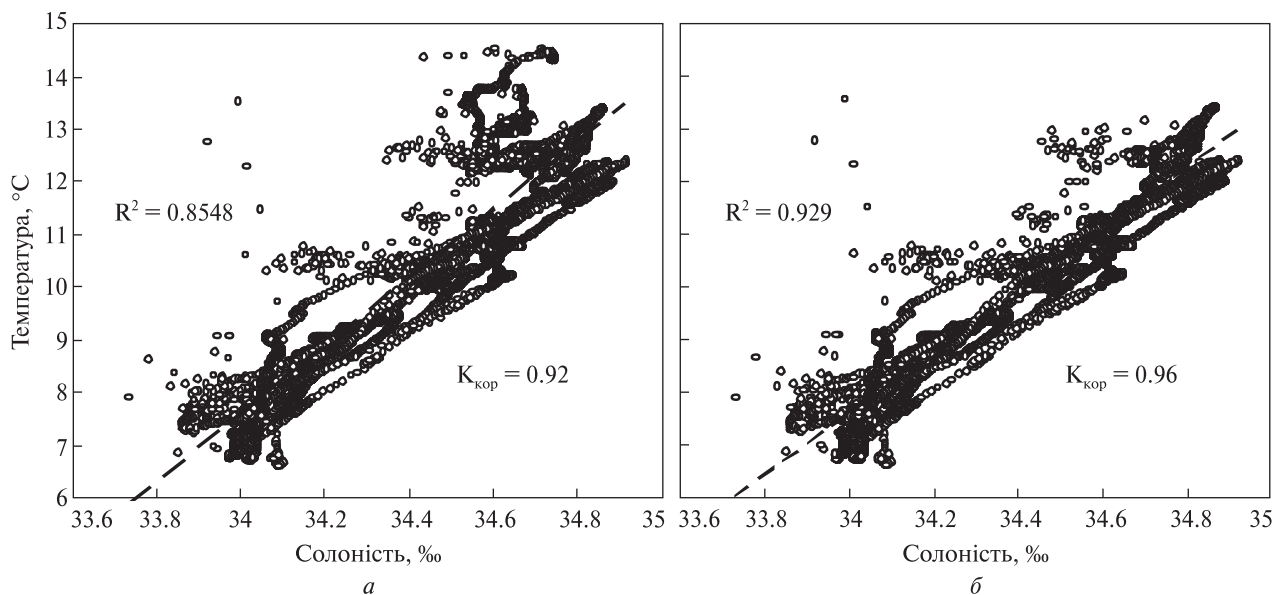 15
14
13
12
11
10
9
8
7
6
Температура, °C
R² = 0.8548
K_кор = 0.92
33.6 33.8 34 34.2 34.4 34.6 34.8 35
Солоність, ‰
а
R² = 0.929
K_кор = 0.96
33.6 33.8 34 34.2 34.4 34.6 34.8 35
Солоність, ‰
б